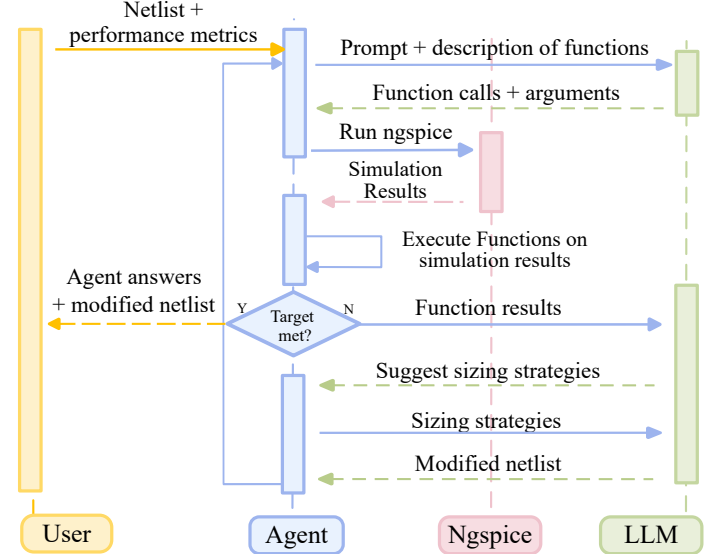 Netlist +
performance metrics
Prompt + description of functions
Function calls + arguments
Run ngspice
Simulation
Results
Execute Functions on
simulation results
Agent answers
+ modified netlist
Y
Target
met?
N
Function results
Suggest sizing strategies
Sizing strategies
Modified netlist
User
Agent
Ngspice
LLM